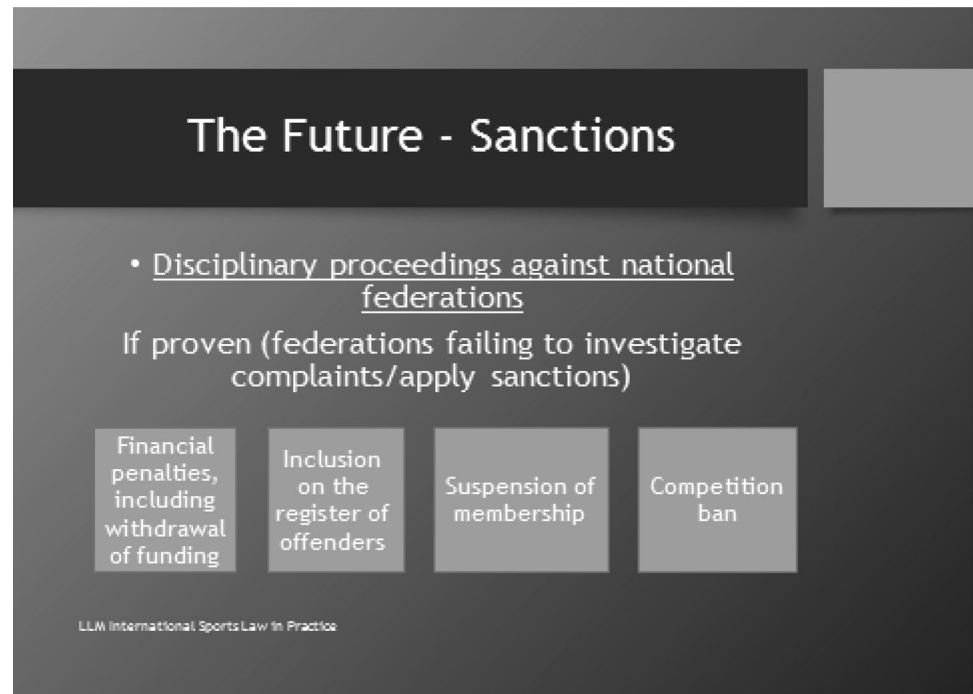 The Future - Sanctions
• Disciplinary proceedings against national
federations
If proven (federations failing to investigate
complaints/apply sanctions)
Financial
penalties,
including
withdrawal
of funding
Inclusion
on the
register of
offenders
Suspension of
membership
Competition
ban
LLM International Sports Law in Practice